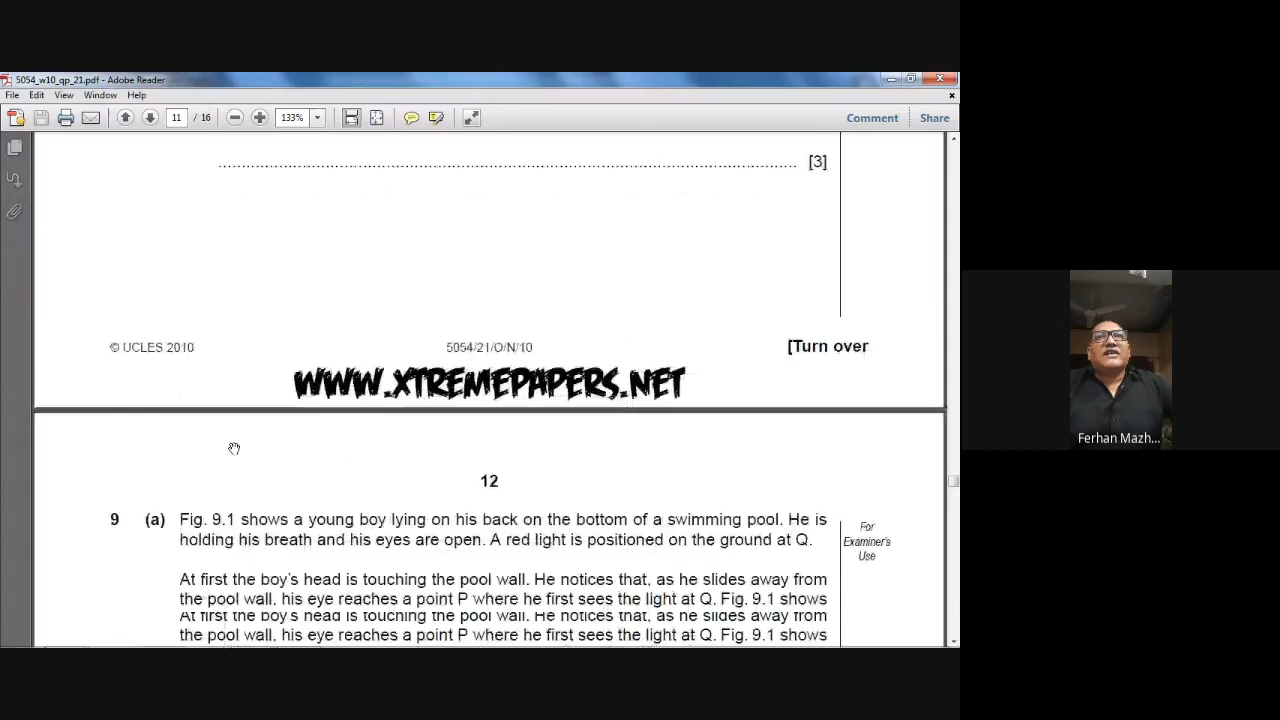 5054_w10_qp_21.pdf - Adobe Reader
File Edit View Window Help
11 / 16 133% Comment Share
[3]
© UCLES 2010 5054/21/O/N/10 [Turn over
WWW.XTREMEPAPERS.NET
12
9 (a) Fig. 9.1 shows a young boy lying on his back on the bottom of a swimming pool. He is
holding his breath and his eyes are open. A red light is positioned on the ground at Q.
For
Examiner's
Use
At first the boy's head is touching the pool wall. He notices that, as he slides away from
the pool wall, his eye reaches a point P where he first sees the light at Q. Fig. 9.1 shows
At first the boy's head is touching the pool wall. He notices that, as he slides away from
the pool wall, his eye reaches a point P where he first sees the light at Q. Fig. 9.1 shows
Ferhan Mazh...